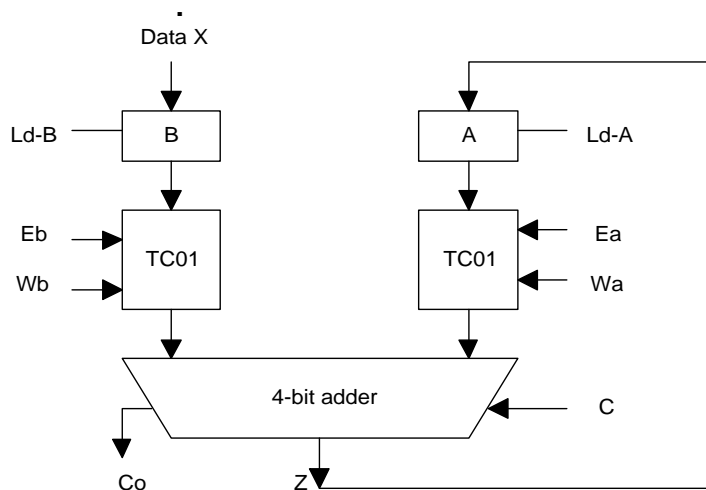 Data X
Ld-B B A Ld-A
Eb TC01 TC01 Ea
Wb Wa
4-bit adder C
Co Z